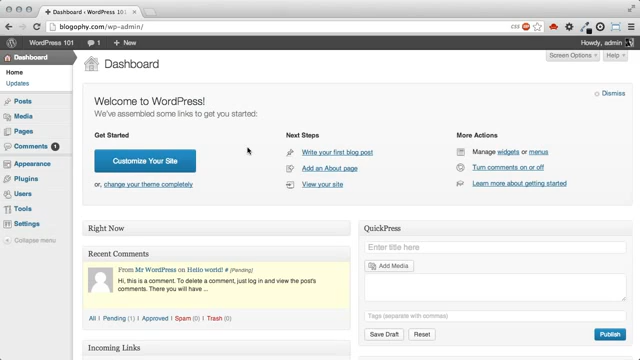 Dashboard ‹ WordPress 101
blogophy.com/wp-admin/
WordPress 101
1
+ New
Howdy, admin
Dashboard
Home
Updates
Posts
Media
Pages
Comments 1
Appearance
Plugins
Users
Tools
Settings
Collapse menu
Dashboard
Screen Options
Help
Welcome to WordPress!
Dismiss
We've assembled some links to get you started:
Get Started
Customize Your Site
or, change your theme completely
Next Steps
Write your first blog post
Add an About page
View your site
More Actions
Manage widgets or menus
Turn comments on or off
Learn more about getting started
Right Now
Recent Comments
From Mr WordPress on Hello world! # [Pending]
Hi, this is a comment. To delete a comment, just log in and view the post's
comments. There you will have ...
All | Pending (1) | Approved | Spam (0) | Trash (0)
Incoming Links
QuickPress
Enter title here
Add Media
Tags (separate with commas)
Save Draft
Reset
Publish